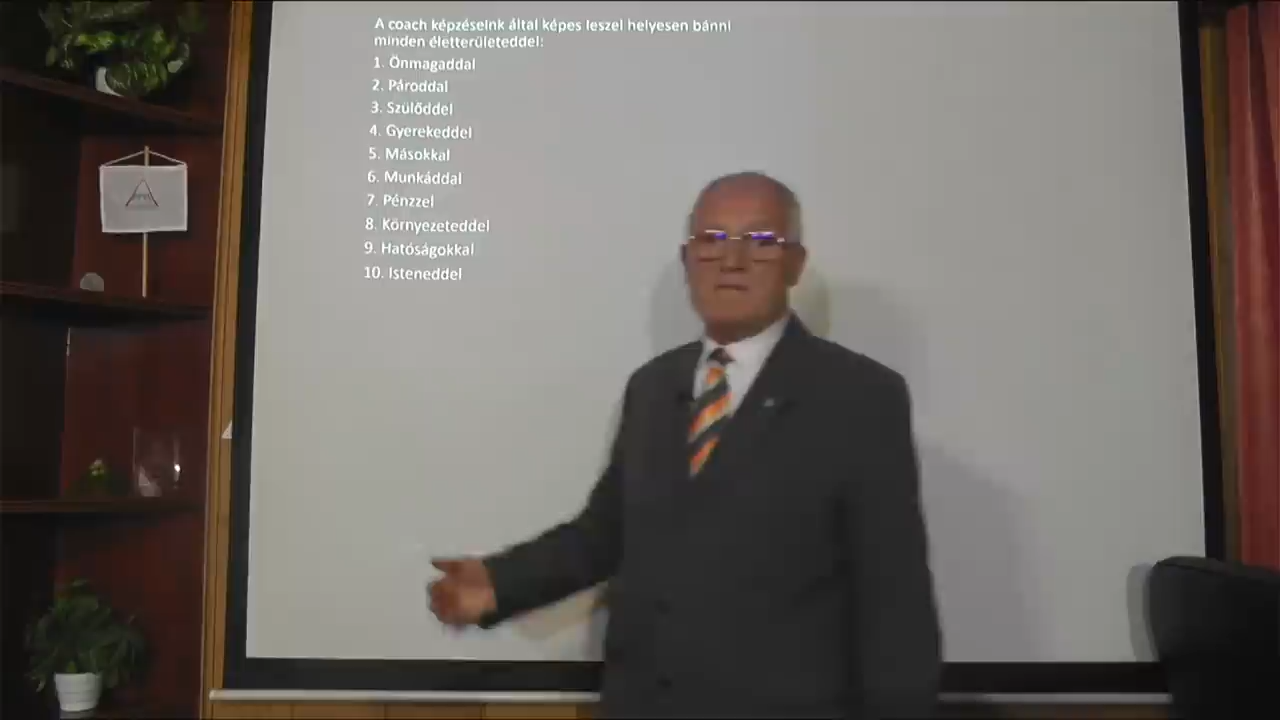 A coach képzéseink által képes leszel helyesen bánni
minden életterületeddel:
1. Önmagaddal
2. Pároddal
3. Szülőddel
4. Gyerekeddel
5. Másokkal
6. Munkáddal
7. Pénzzel
8. Környezeteddel
9. Hatóságokkal
10. Isteneddel